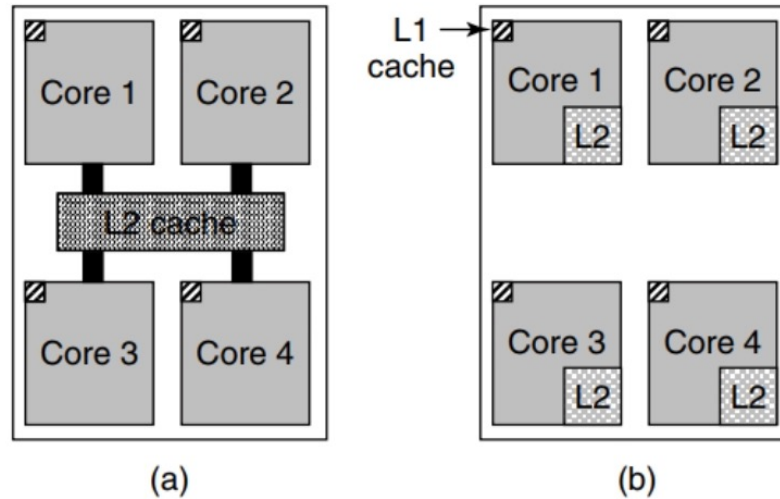 Core 1
Core 2
L2 cache
Core 3
Core 4
(a)
L1
cache
Core 1
L2
Core 2
L2
Core 3
L2
Core 4
L2
(b)